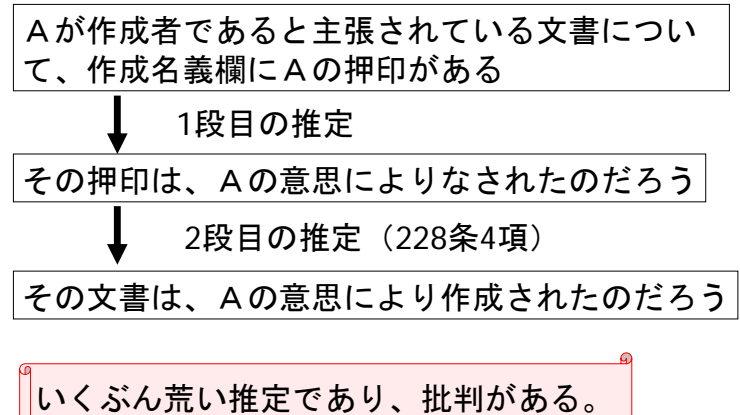 Ａが作成者であると主張されている文書につい
て、作成名義欄にＡの押印がある
1段目の推定
その押印は、Ａの意思によりなされたのだろう
2段目の推定（228条4項）
その文書は、Ａの意思により作成されたのだろう
いくぶん荒い推定であり、批判がある。